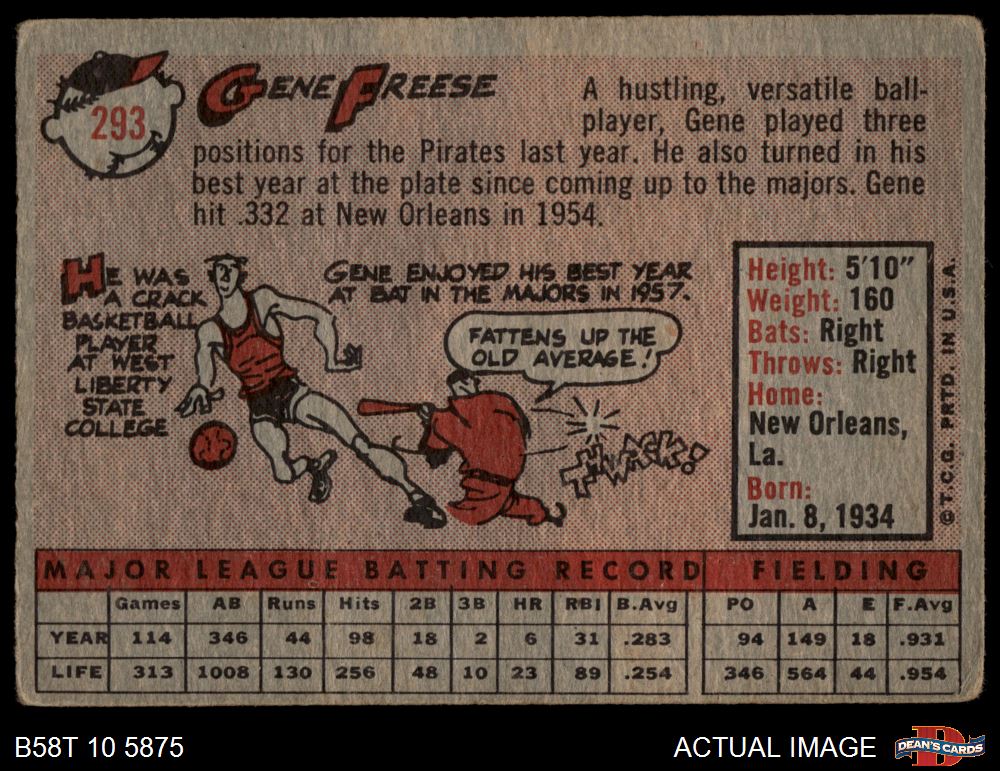 293
GENE FREESE
A hustling, versatile ball-
player, Gene played three
positions for the Pirates last year. He also turned in his
best year at the plate since coming up to the majors. Gene
hit .332 at New Orleans in 1954.
HE WAS
A CRACK
BASKETBALL
PLAYER
AT WEST
LIBERTY
STATE
COLLEGE
GENE ENJOYED HIS BEST YEAR
AT BAT IN THE MAJORS IN 1957.
FATTENS UP THE
OLD AVERAGE!
THWACK!
Height: 5'10"
Weight: 160
Bats: Right
Throws: Right
Home:
New Orleans,
La.
Born:
Jan. 8, 1934
© T.C.G. PRTD. IN U.S.A.
MAJOR LEAGUE BATTING RECORD FIELDING
Games AB Runs Hits 2B 3B HR RBI B.Avg PO A E F.Avg
YEAR 114 346 44 98 18 2 6 31 .283 94 149 18 .931
LIFE 313 1008 130 256 48 10 23 89 .254 346 564 44 .954
B58T 10 5875
ACTUAL IMAGE
D
DEAN'S CARDS